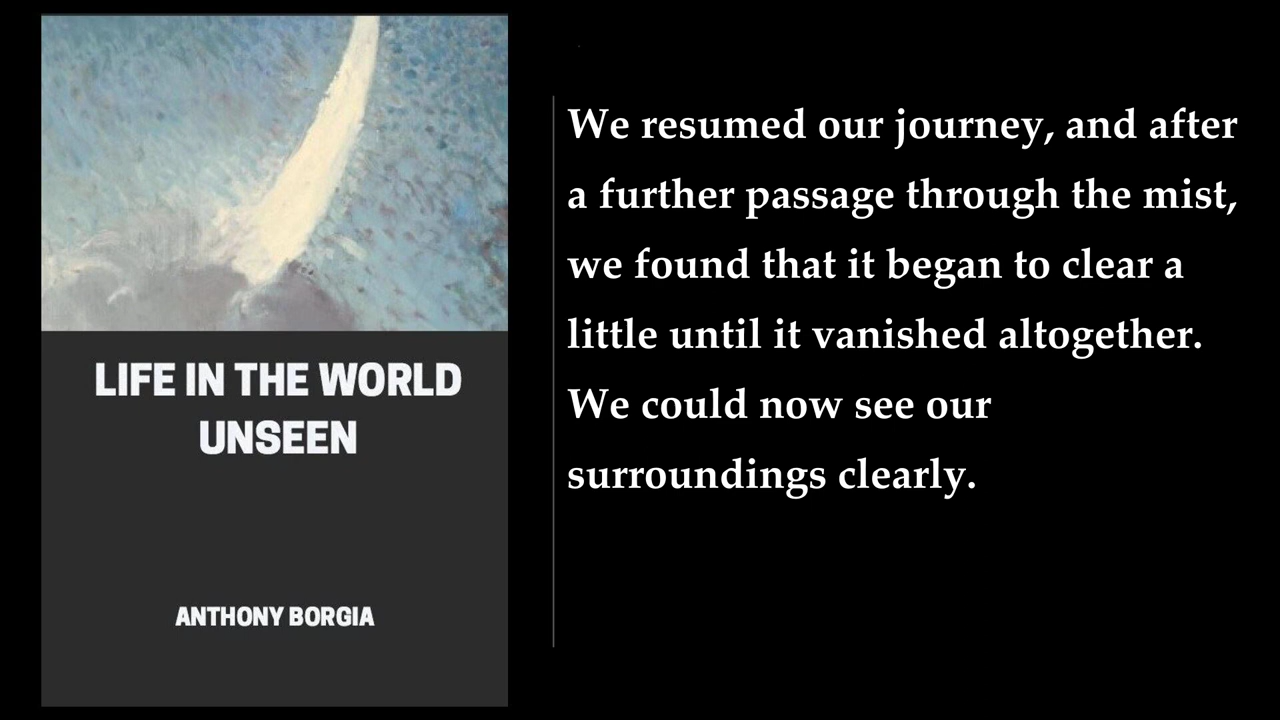 LIFE IN THE WORLD
UNSEEN
ANTHONY BORGIA
We resumed our journey, and after
a further passage through the mist,
we found that it began to clear a
little until it vanished altogether.
We could now see our
surroundings clearly.